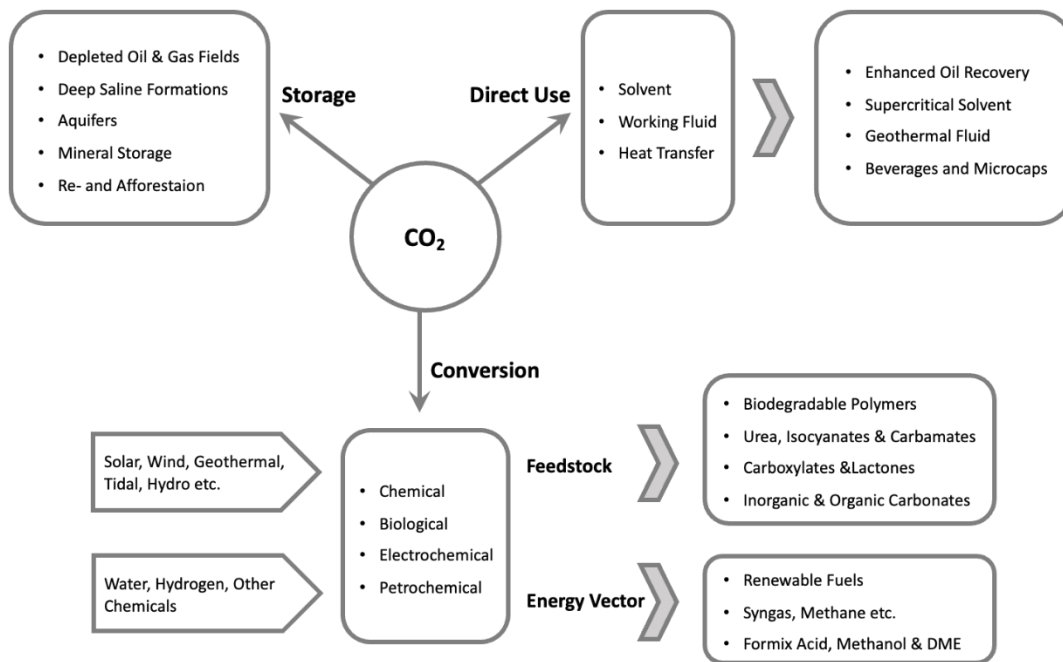 • Depleted Oil & Gas Fields
• Deep Saline Formations
• Aquifers
• Mineral Storage
• Re- and Afforestaion
Storage
Direct Use
• Solvent
• Working Fluid
• Heat Transfer
• Enhanced Oil Recovery
• Supercritical Solvent
• Geothermal Fluid
• Beverages and Microcaps
CO₂
Conversion
Solar, Wind, Geothermal,
Tidal, Hydro etc.
Water, Hydrogen, Other
Chemicals
• Chemical
• Biological
• Electrochemical
• Petrochemical
Feedstock
• Biodegradable Polymers
• Urea, Isocyanates & Carbamates
• Carboxylates &Lactones
• Inorganic & Organic Carbonates
Energy Vector
• Renewable Fuels
• Syngas, Methane etc.
• Formix Acid, Methanol & DME